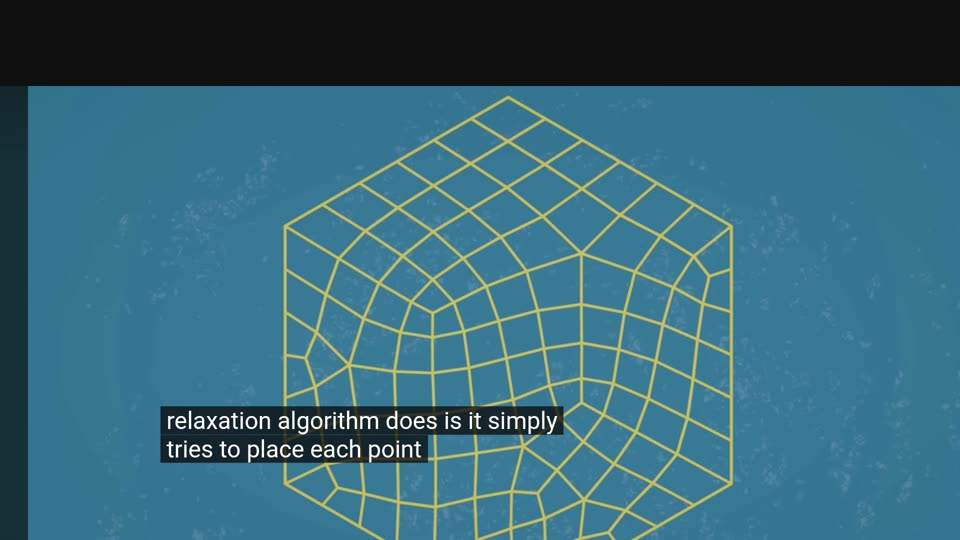 relaxation algorithm does is it simply
tries to place each point